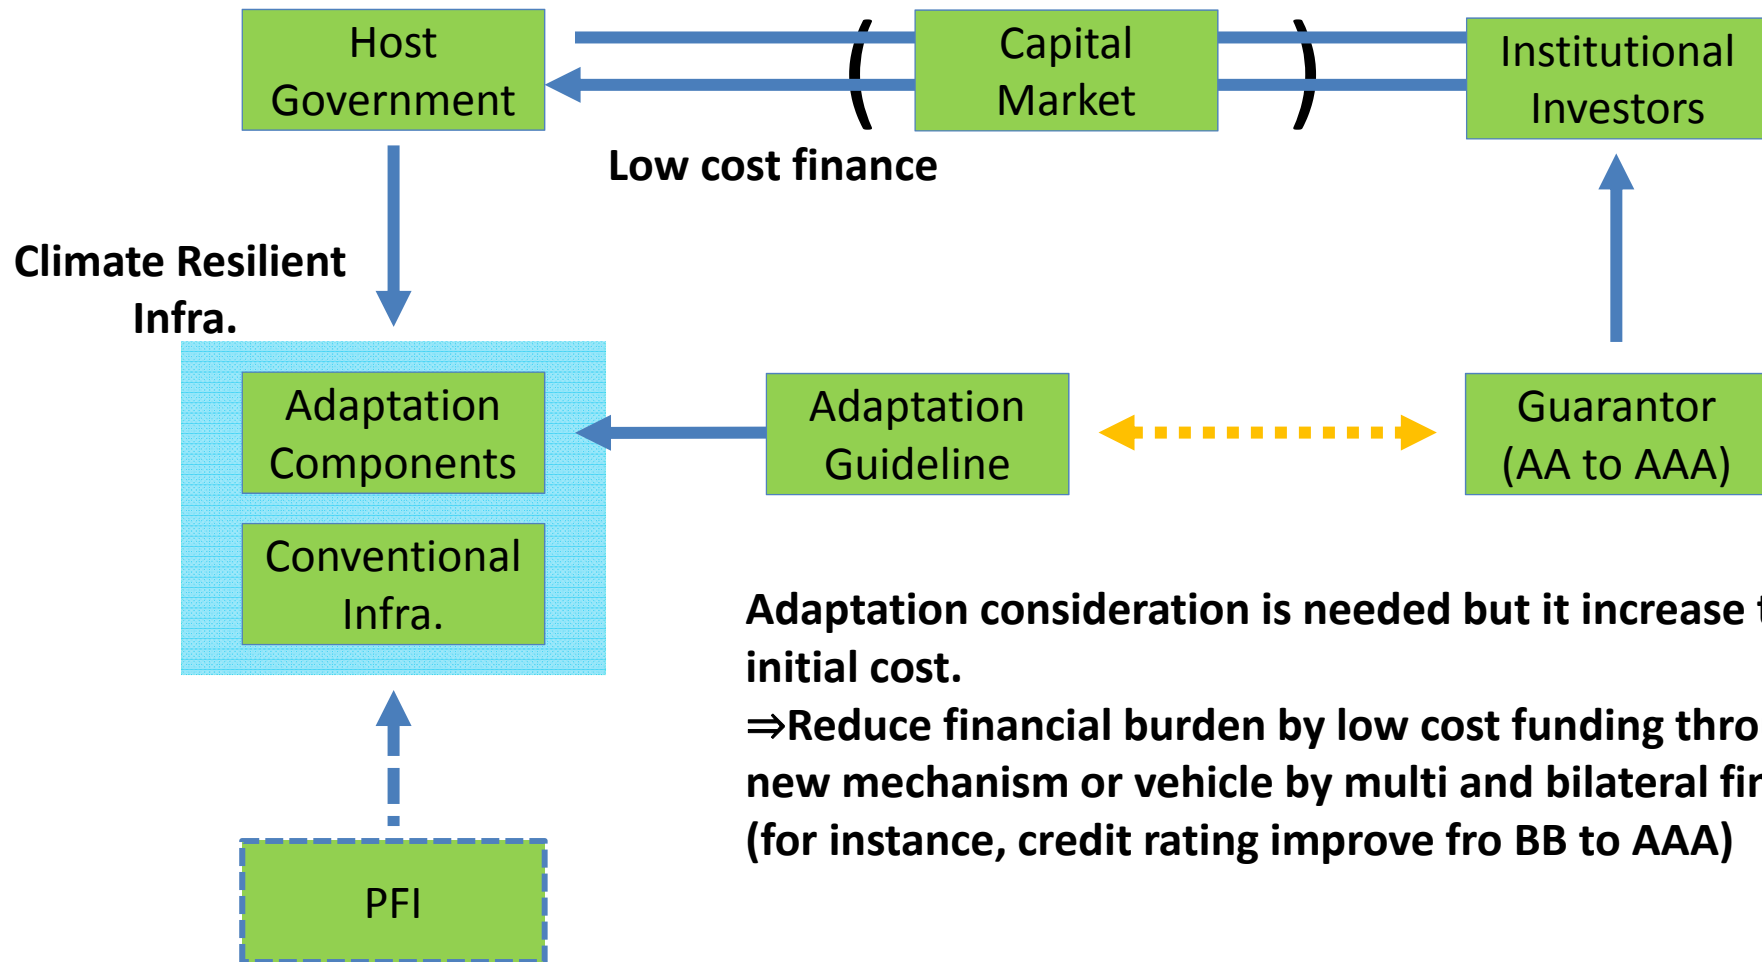 Host
Government
(
Capital
Market
)
Institutional
Investors
Low cost finance
Climate Resilient
Infra.
Adaptation
Components
Adaptation
Guideline
Guarantor
(AA to AAA)
Conventional
Infra.
Adaptation consideration is needed but it increase
initial cost.
⇒Reduce financial burden by low cost funding
new mechanism or vehicle by multi and bilateral
(for instance, credit rating improve fro BB to AAA)
PFI